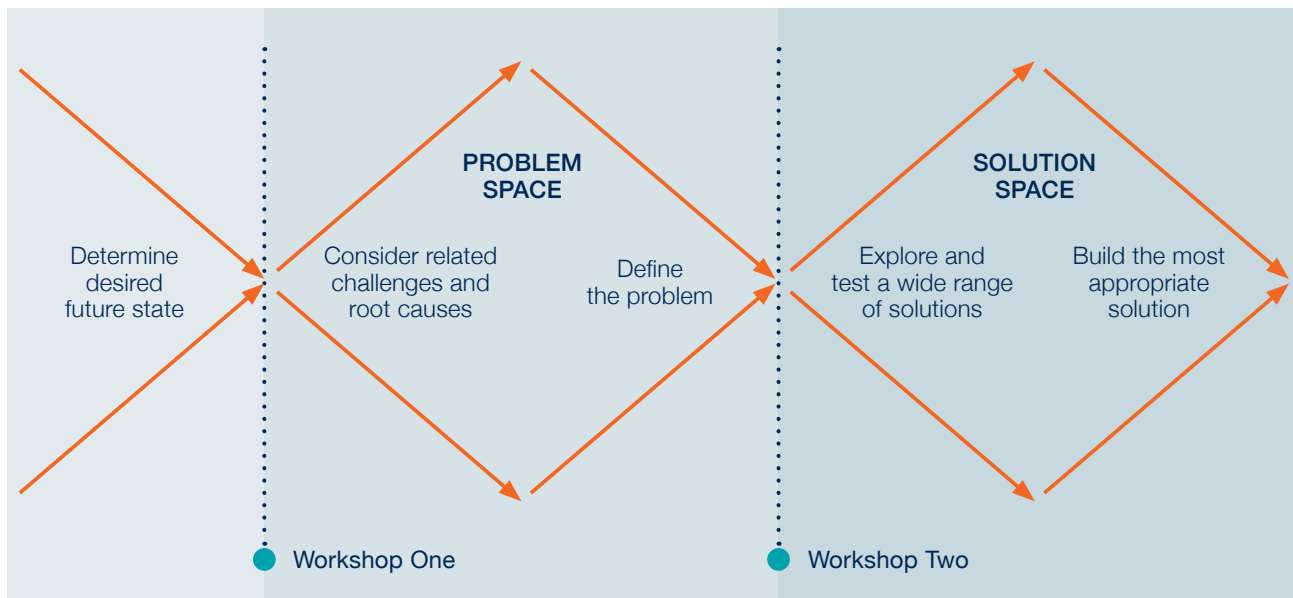 PROBLEM
SPACE
SOLUTION
SPACE
Determine
desired
future state
Consider related
challenges and
root causes
Define
the problem
Explore and
test a wide range
of solutions
Build the most
appropriate
solution
Workshop One
Workshop Two